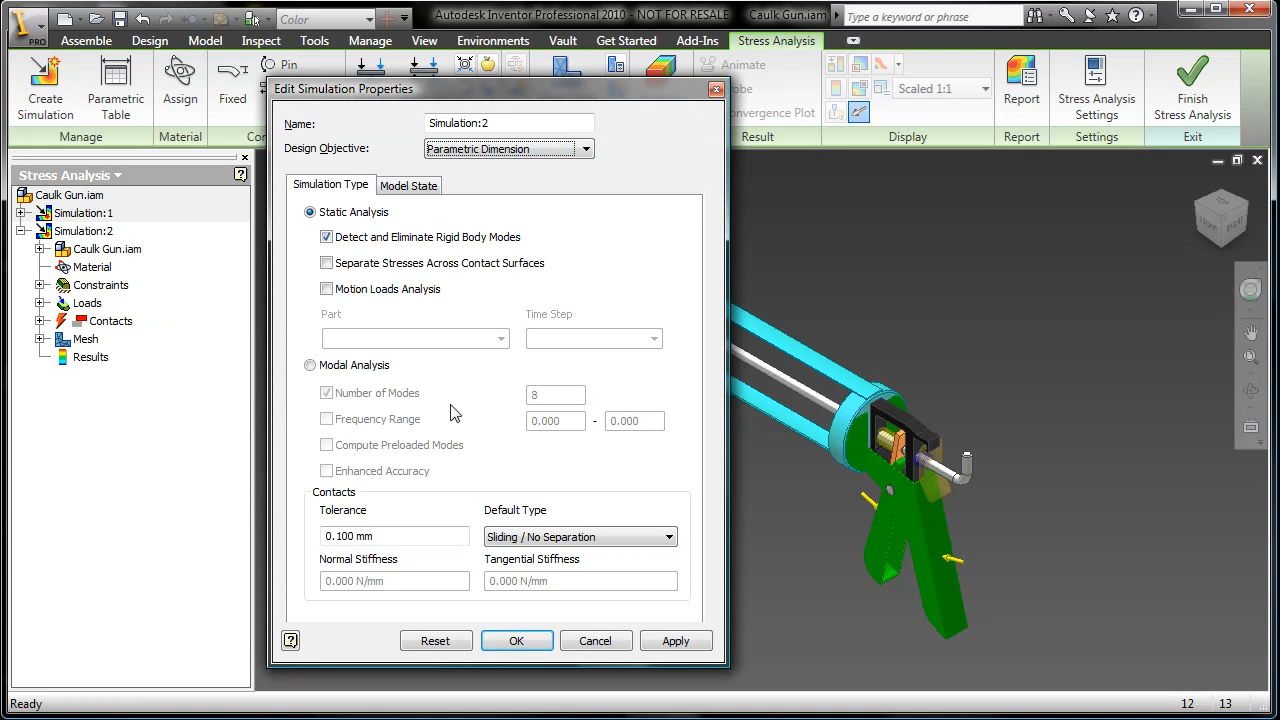 Color
Autodesk Inventor Professional 2010 - NOT FOR RESALE Caulk Gun.iam
Type a keyword or phrase
PRO
Assemble Design Model Inspect Tools Manage View Environments Vault Get Started Add-Ins Stress Analysis
Create Simulation
Parametric Table
Assign
Fixed
Pin
Animate
Probe
Convergence Plot
Scaled 1:1
Report
Stress Analysis Settings
Finish Stress Analysis
Manage Material Result Display Report Settings Exit
Stress Analysis
Caulk Gun.iam
Simulation:1
Simulation:2
Caulk Gun.iam
Material
Constraints
Loads
Contacts
Mesh
Results
Edit Simulation Properties
Name: Simulation:2
Design Objective: Parametric Dimension
Simulation Type Model State
Static Analysis
Detect and Eliminate Rigid Body Modes
Separate Stresses Across Contact Surfaces
Motion Loads Analysis
Part Time Step
Modal Analysis
Number of Modes 8
Frequency Range 0.000 - 0.000
Compute Preloaded Modes
Enhanced Accuracy
Contacts
Tolerance Default Type
0.100 mm Sliding / No Separation
Normal Stiffness Tangential Stiffness
0.000 N/mm 0.000 N/mm
Reset OK Cancel Apply
Ready 12 13